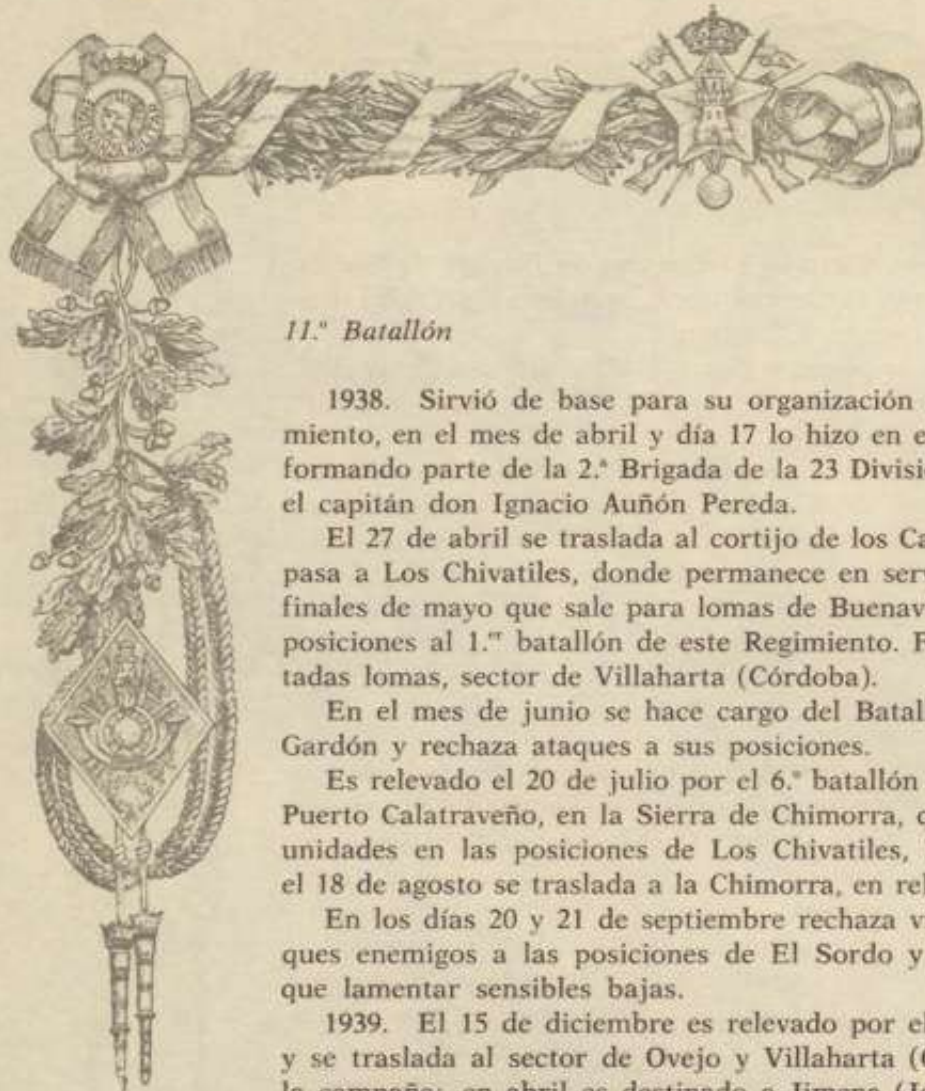 11.º Batallón
1938. Sirvió de base para su organización
miento, en el mes de abril y día 17 lo hizo en e
formando parte de la 2.ª Brigada de la 23 Divisi
el capitán don Ignacio Auñón Pereda.
El 27 de abril se traslada al cortijo de los Ca
pasa a Los Chivatiles, donde permanece en serv
finales de mayo que sale para lomas de Buenav
posiciones al 1.er batallón de este Regimiento.
tadas lomas, sector de Villaharta (Córdoba).
En el mes de junio se hace cargo del Batal
Gardón y rechaza ataques a sus posiciones.
Es relevado el 20 de julio por el 6.º batallón
Puerto Calatraveño, en la Sierra de Chimorra,
unidades en las posiciones de Los Chivatiles,
el 18 de agosto se traslada a la Chimorra, en rel
En los días 20 y 21 de septiembre rechaza v
ques enemigos a las posiciones de El Sordo y
que lamentar sensibles bajas.
1939. El 15 de diciembre es relevado por el
y se traslada al sector de Ovejo y Villaharta (